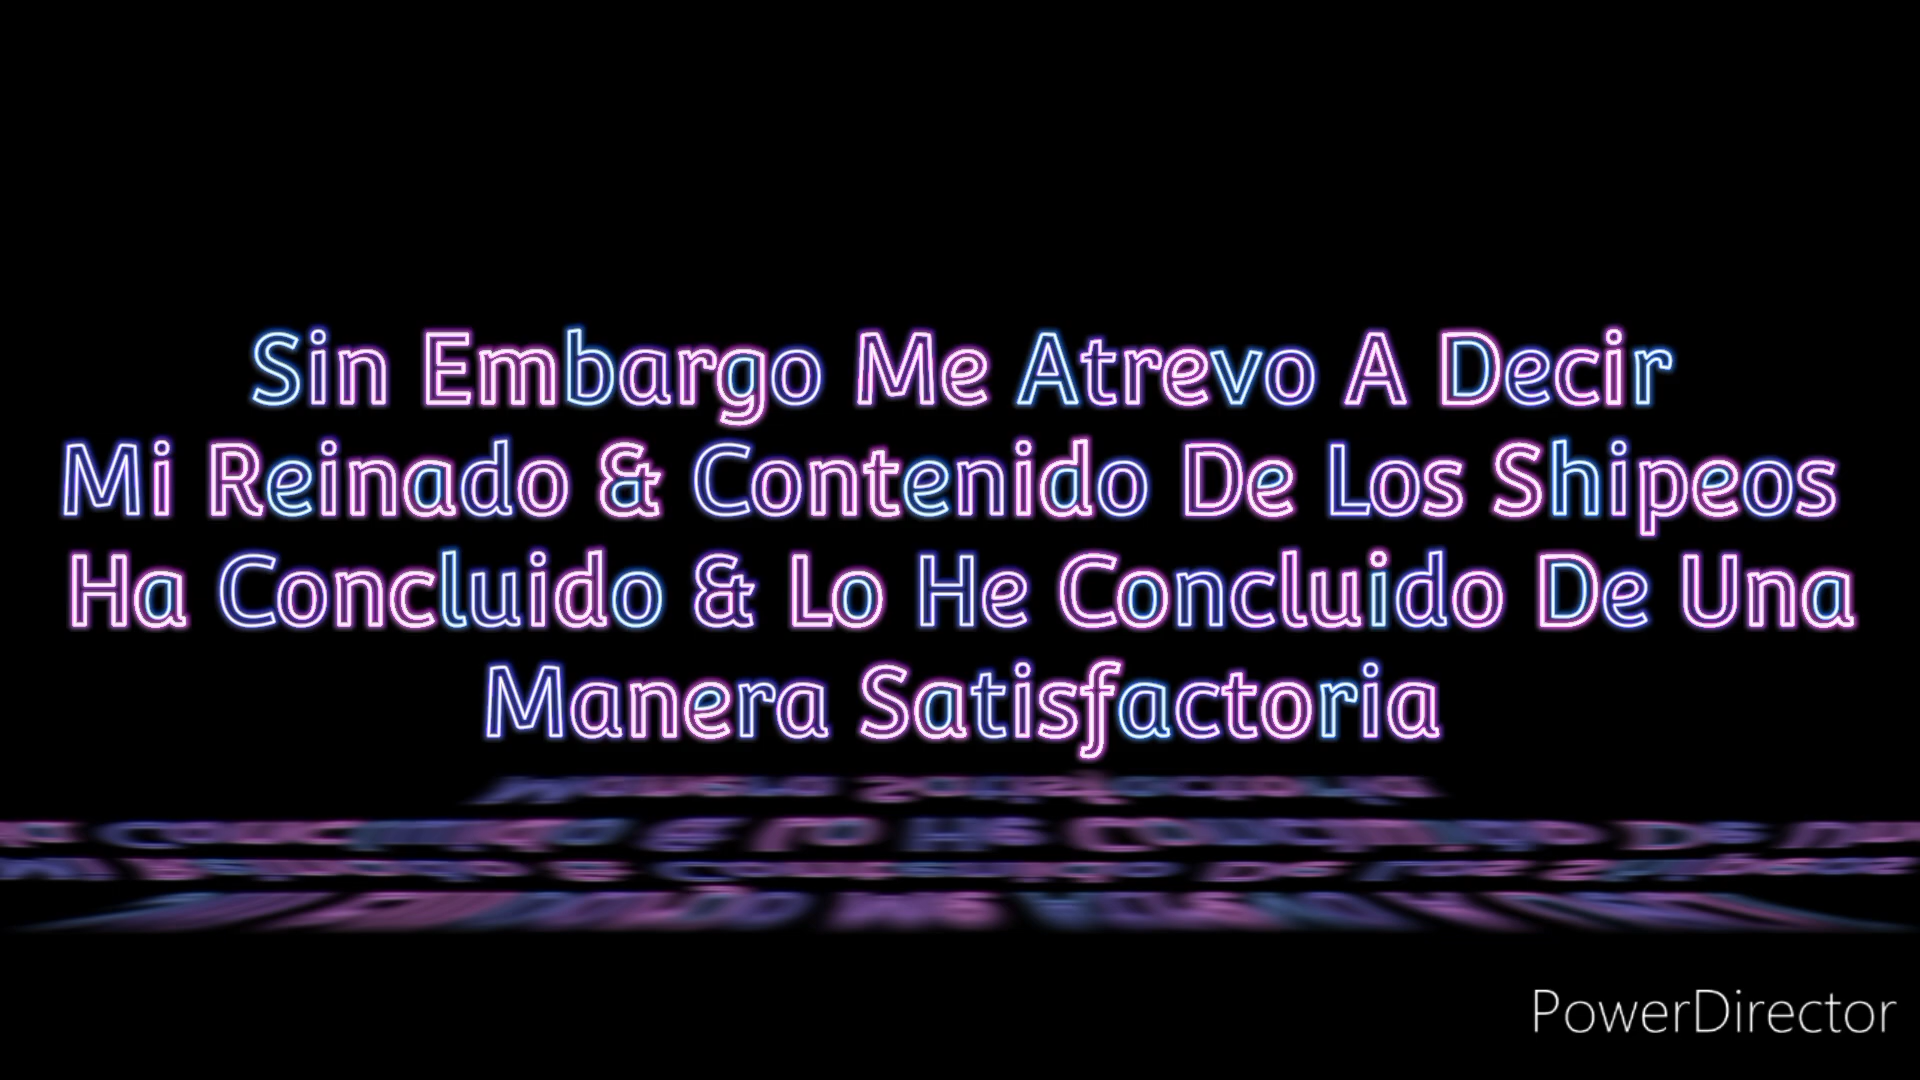 Sin Embargo Me Atrevo A Decir
Mi Reinado & Contenido De Los Shipeos
Ha Concluido & Lo He Concluido De Una
Manera Satisfactoria
PowerDirector